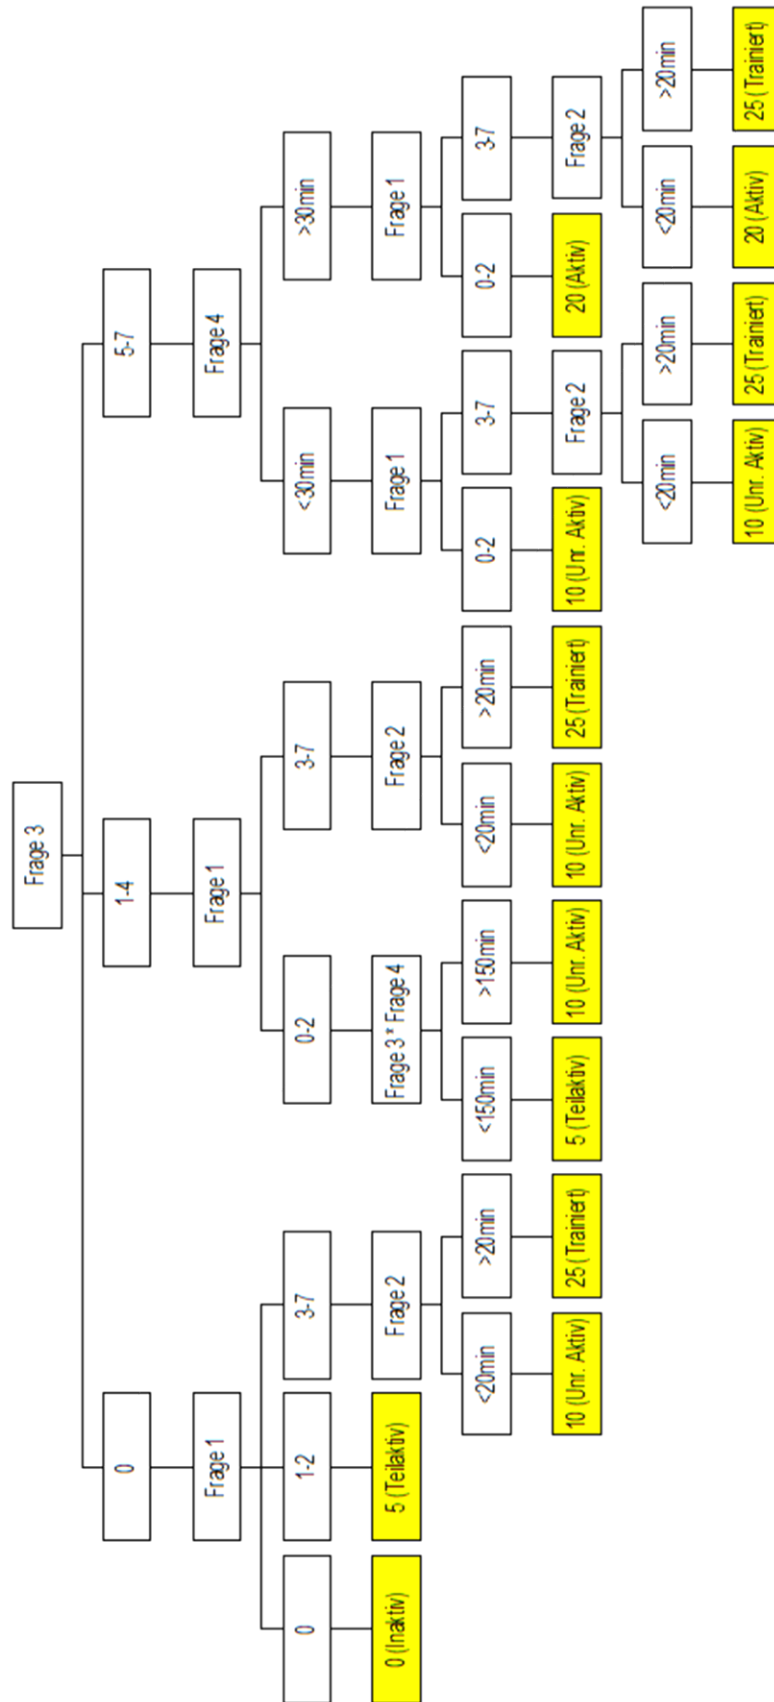 Frage 3
0
1-4
5-7
Frage 1
Frage 1
Frage 4
0
1-2
3-7
0-2
3-7
<30min
>30min
0 (Inaktiv)
5 (Teilaktiv)
Frage 2
Frage 3 * Frage 4
Frage 2
Frage 1
Frage 1
<20min
>20min
<150min
>150min
<20min
>20min
0-2
3-7
0-2
3-7
10 (Unr. Aktiv)
25 (Trainiert)
5 (Teilaktiv)
10 (Unr. Aktiv)
10 (Unr. Aktiv)
25 (Trainiert)
10 (Unr. Aktiv)
Frage 2
20 (Aktiv)
Frage 2
<20min
>20min
<20min
>20min
10 (Unr. Aktiv)
25 (Trainiert)
20 (Aktiv)
25 (Trainiert)